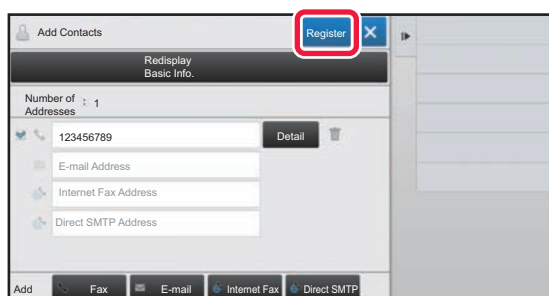 Add Contacts
Register
Redisplay
Basic Info.
Number of : 1
Addresses
123456789
Detail
E-mail Address
Internet Fax Address
Direct SMTP Address
Add
Fax
E-mail
Internet Fax
Direct SMTP